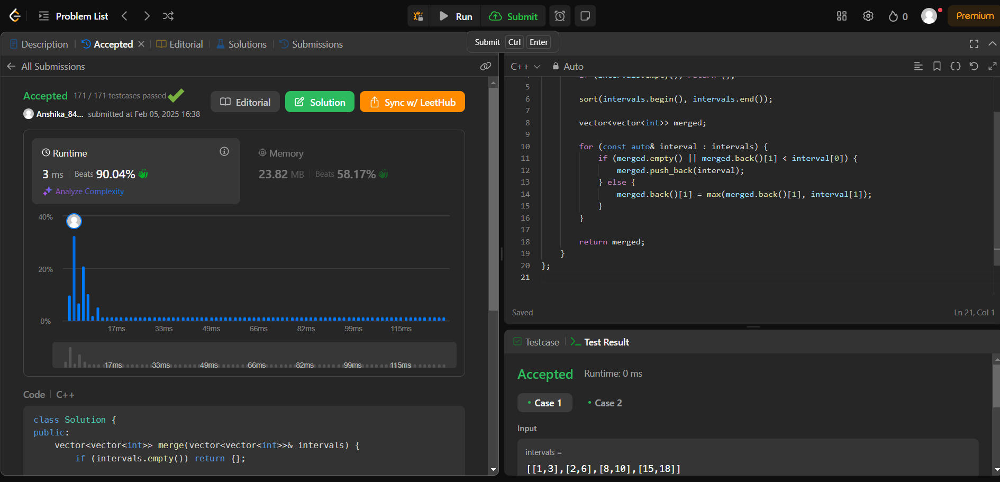 Problem List
Run
Submit
0
Premium
Description
Accepted
Editorial
Solutions
Submissions
Submit Ctrl Enter
All Submissions
Accepted 171 / 171 testcases passed
Anshika_84... submitted at Feb 05, 2025 16:38
Editorial
Solution
Sync w/ LeetHub
Runtime
3 ms Beats 90.04%
Analyze Complexity
Memory
23.82 MB Beats 58.17%
40%
20%
0%
17ms 33ms 49ms 66ms 82ms 99ms 115ms
17ms 33ms 49ms 66ms 82ms 99ms 115ms
Code C++
class Solution {
public:
    vector<vector<int>> merge(vector<vector<int>>& intervals) {
        if (intervals.empty()) return {};
C++ Auto
4 if (intervals.empty()) return {};
5
6 sort(intervals.begin(), intervals.end());
7
8 vector<vector<int>> merged;
9
10 for (const auto& interval : intervals) {
11 if (merged.empty() || merged.back()[1] < interval[0]) {
12 merged.push_back(interval);
13 } else {
14 merged.back()[1] = max(merged.back()[1], interval[1]);
15 }
16 }
17
18 return merged;
19 }
20 };
21
Saved
Ln 21, Col 1
Testcase
Test Result
Accepted Runtime: 0 ms
Case 1
Case 2
Input
intervals =
[[1,3],[2,6],[8,10],[15,18]]